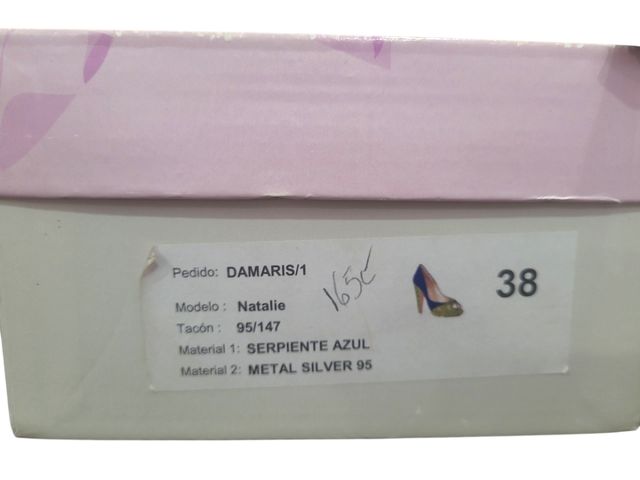 Pedido: DAMARIS/1
165€
38
Modelo : Natalie
Tacón : 95/147
Material 1: SERPIENTE AZUL
Material 2: METAL SILVER 95